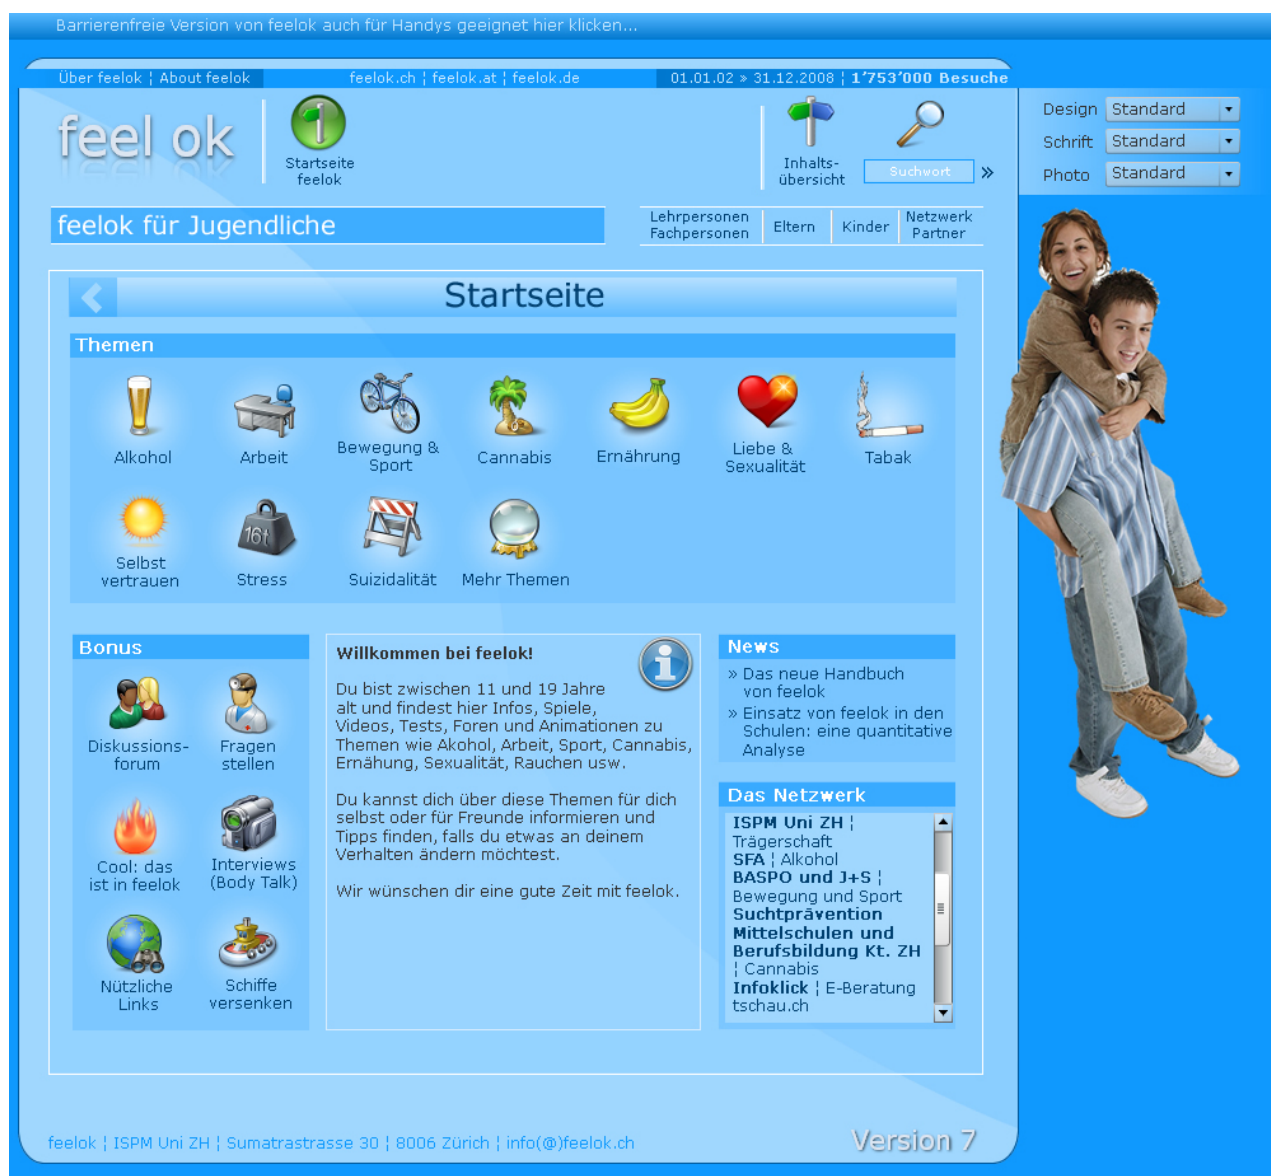 Barrierenfreie Version von feelok auch für Handys geeignet hier klicken...
Über feelok ¦ About feelok
feelok.ch ¦ feelok.at ¦ feelok.de
01.01.02 » 31.12.2008 ¦ 1'753'000 Besuche
feel ok
Startseite
feelok
Inhalts-
übersicht
Suchwort »
Design Standard
Schrift Standard
Photo Standard
feelok für Jugendliche
Lehrpersonen
Fachpersonen
Eltern
Kinder
Netzwerk
Partner
Startseite
Themen
Alkohol
Arbeit
Bewegung &
Sport
Cannabis
Ernährung
Liebe &
Sexualität
Tabak
Selbst
vertrauen
16t
Stress
Suizidalität
Mehr Themen
Bonus
Diskussions-
forum
Fragen
stellen
Cool: das
ist in feelok
Interviews
(Body Talk)
Nützliche
Links
Schiffe
versenken
Willkommen bei feelok!
Du bist zwischen 11 und 19 Jahre
alt und findest hier Infos, Spiele,
Videos, Tests, Foren und Animationen zu
Themen wie Akohol, Arbeit, Sport, Cannabis,
Ernähung, Sexualität, Rauchen usw.
Du kannst dich über diese Themen für dich
selbst oder für Freunde informieren und
Tipps finden, falls du etwas an deinem
Verhalten ändern möchtest.
Wir wünschen dir eine gute Zeit mit feelok.
News
» Das neue Handbuch
von feelok
» Einsatz von feelok in den
Schulen: eine quantitative
Analyse
Das Netzwerk
ISPM Uni ZH ¦
Trägerschaft
SFA ¦ Alkohol
BASPO und J+S ¦
Bewegung und Sport
Suchtprävention
Mittelschulen und
Berufsbildung Kt. ZH
¦ Cannabis
Infoklick ¦ E-Beratung
tschau.ch
feelok ¦ ISPM Uni ZH ¦ Sumatrastrasse 30 ¦ 8006 Zürich ¦ info(@)feelok.ch
Version 7